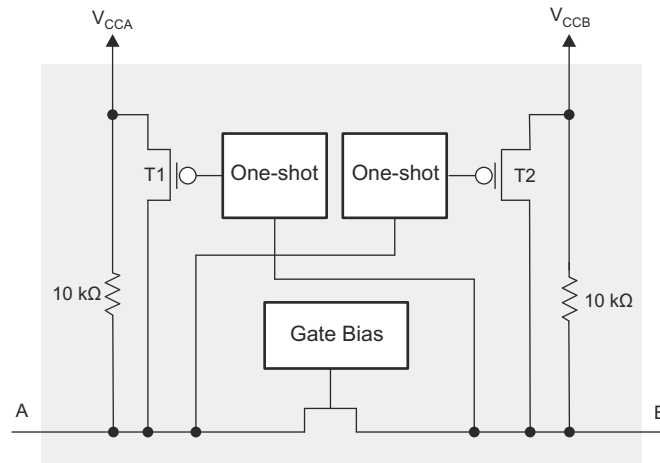 V_CCA
V_CCB
T1
One-shot
One-shot
T2
10 kΩ
10 kΩ
Gate Bias
A